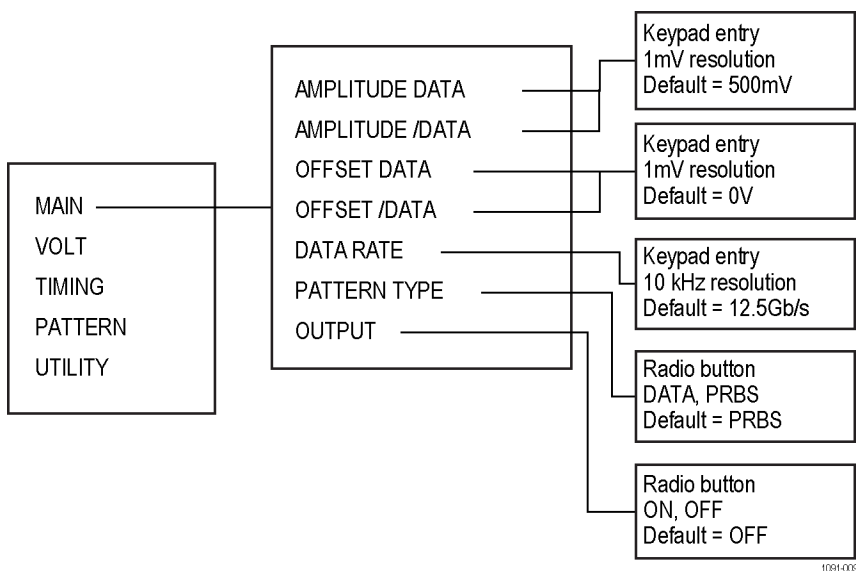 MAIN
VOLT
TIMING
PATTERN
UTILITY
AMPLITUDE DATA
AMPLITUDE /DATA
OFFSET DATA
OFFSET /DATA
DATA RATE
PATTERN TYPE
OUTPUT
Keypad entry
1mV resolution
Default = 500mV
Keypad entry
1mV resolution
Default = 0V
Keypad entry
10 kHz resolution
Default = 12.5Gb/s
Radio button
DATA, PRBS
Default = PRBS
Radio button
ON, OFF
Default = OFF
1091-009